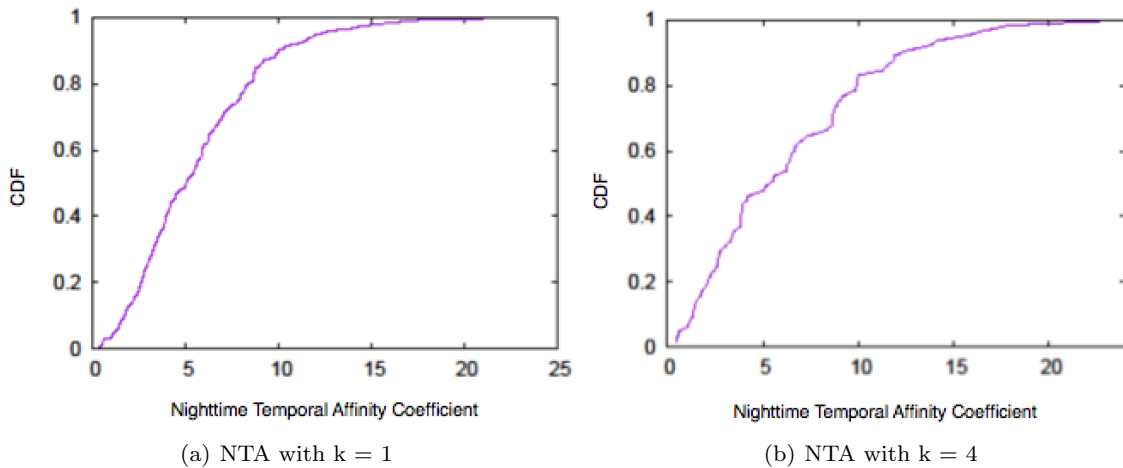 1
0.8
0.6
0.4
0.2
0
CDF
0 5 10 15 20 25
Nighttime Temporal Affinity Coefficient
(a) NTA with k = 1
1
0.8
0.6
0.4
0.2
0
CDF
0 5 10 15 20
Nighttime Temporal Affinity Coefficient
(b) NTA with k = 4